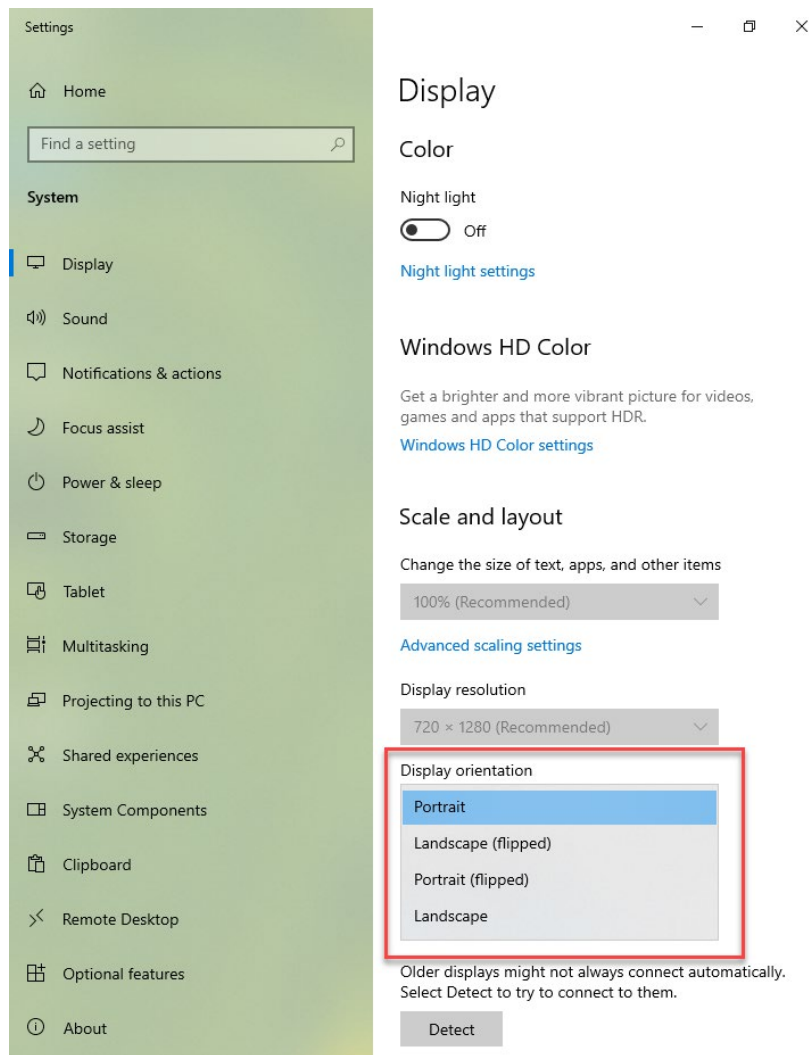 Settings
Home
Find a setting
System
Display
Sound
Notifications & actions
Focus assist
Power & sleep
Storage
Tablet
Multitasking
Projecting to this PC
Shared experiences
System Components
Clipboard
Remote Desktop
Optional features
About
Display
Color
Night light
Off
Night light settings
Windows HD Color
Get a brighter and more vibrant picture for videos,
games and apps that support HDR.
Windows HD Color settings
Scale and layout
Change the size of text, apps, and other items
100% (Recommended)
Advanced scaling settings
Display resolution
720 × 1280 (Recommended)
Display orientation
Portrait
Landscape (flipped)
Portrait (flipped)
Landscape
Older displays might not always connect automatically.
Select Detect to try to connect to them.
Detect